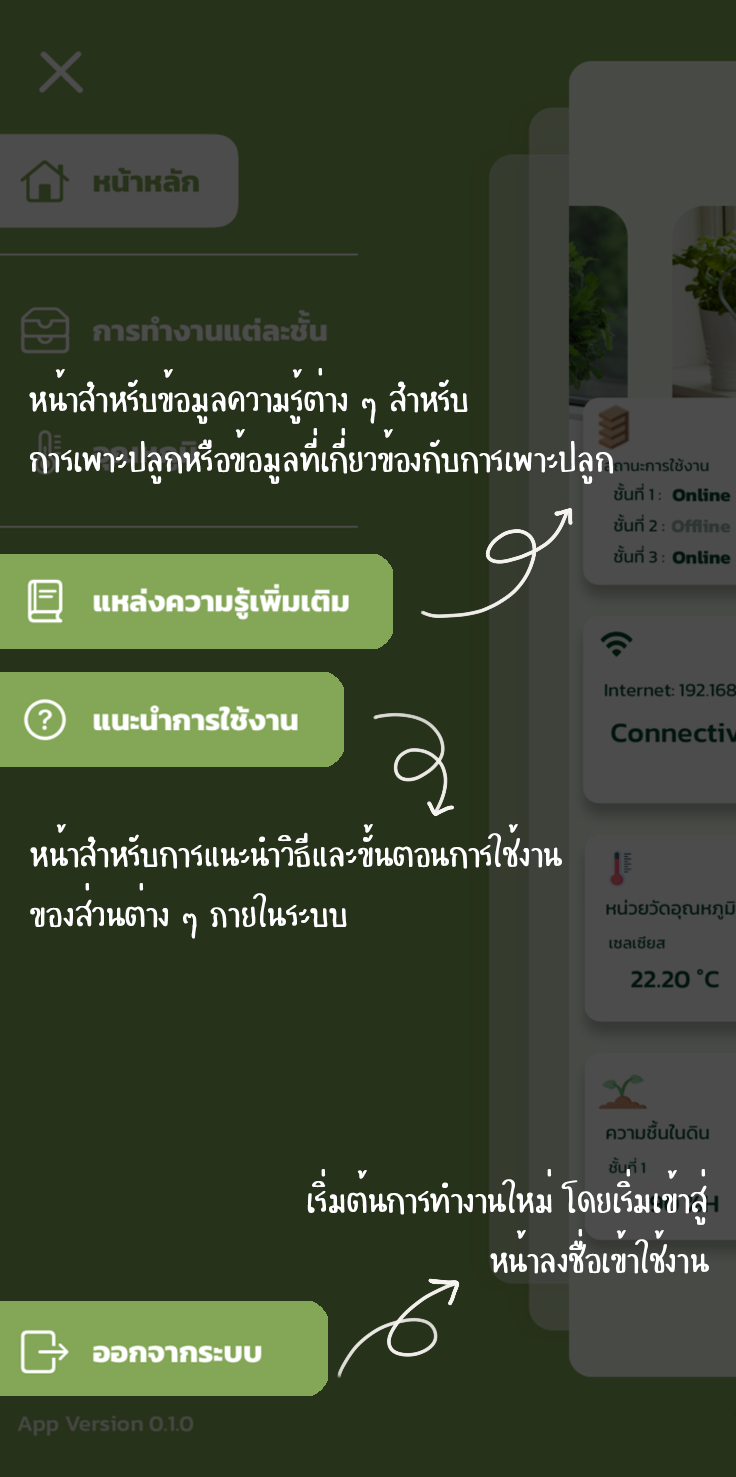 หน้าหลัก
การทำงานแต่ละชั้น
หน้าสำหรับข้อมูลความรู้ต่าง ๆ สำหรับ
การเพาะปลูกหรือข้อมูลที่เกี่ยวข้องกับการเพาะปลูก
สถานะการใช้งาน
ชั้นที่ 1 : Online
ชั้นที่ 2 : Offline
ชั้นที่ 3 : Online
แหล่งความรู้เพิ่มเติม
Internet: 192.168
แนะนำการใช้งาน
Connectiv
หน้าสำหรับการแนะนำวิธีและขั้นตอนการใช้งาน
ของส่วนต่าง ๆ ภายในระบบ
หน่วยวัดอุณหภูมิ
เซลเซียส
22.20 °C
ความชื้นในดิน
ชั้นที่ 1
เริ่มต้นการทำงานใหม่ โดยเริ่มเข้าสู่
หน้าลงชื่อเข้าใช้งาน
ออกจากระบบ
App Version 0.1.0